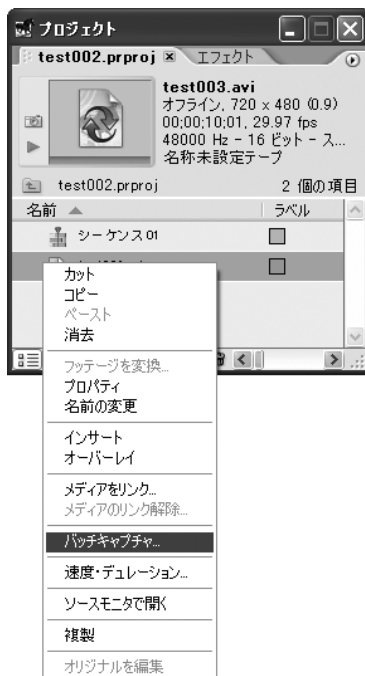 プロジェクト
test002.prproj × エフェクト
test003.avi
オフライン, 720 x 480 (0.9)
00;00;10;01, 29.97 fps
48000 Hz - 16 ビット - ス...
名称未設定テープ
test002.prproj 2 個の項目
名前 ラベル
シーケンス 01
カット
コピー
ペースト
消去
フッテージを変換...
プロパティ
名前の変更
インサート
オーバーレイ
メディアをリンク...
メディアのリンク解除...
バッチキャプチャ...
速度・デュレーション...
ソースモニタで開く
複製
オリジナルを編集